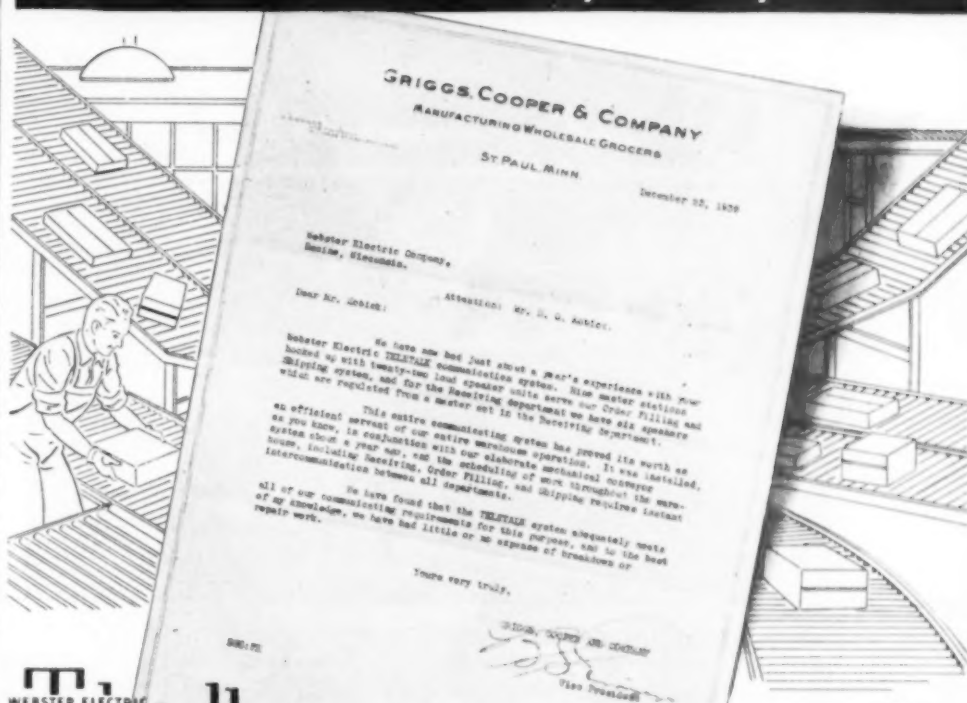 GRIGGS, COOPER & COMPANY
MANUFACTURING WHOLESALE GROCERS
ST PAUL, MINN
December
Webster Electric Company,
Racine, Wisconsin.
Attention: Mr.
Dear Mr.
We have now had just about a year's experience with your
Webster Electric TELETALK communication system. Nine master stations
hooked up with twenty-two loud speaker units serve our Order Filling and
Shipping system, and for the Receiving department we have six speakers
which are regulated from a master set in the Receiving Department.
This entire communicating system has proved its worth as
an efficient servant of our entire warehouse operation. It was installed,
as you know, in conjunction with our elaborate mechanical conveyor
system about a year ago, and the scheduling of work throughout the ware-
house, including Receiving, Order Filling, and Shipping requires instant
intercommunication between all departments.
We have found that the TELETALK system adequately meets
all of our communicating requirements for this purpose, and to the best
of my knowledge, we have had little or no expense of breakdown or
repair work.
Yours very truly,
GRIGGS, COOPER AND COMPANY
Vice President
WEBSTER ELECTRIC